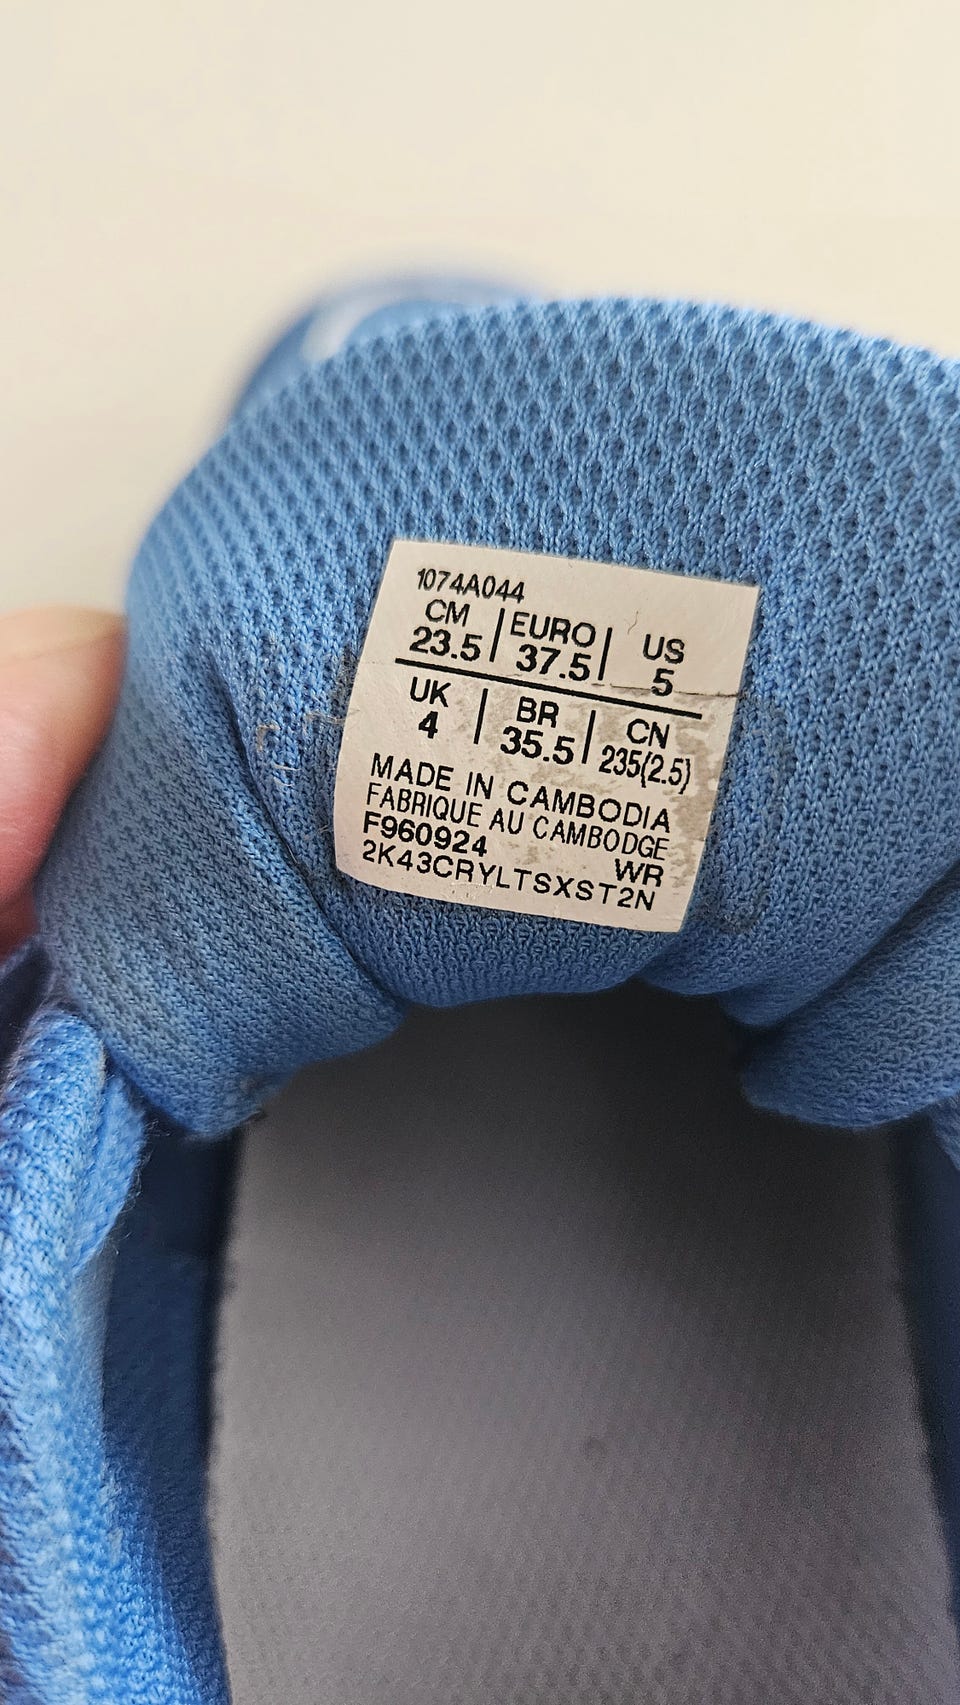 1074A044
CM | EURO | US
23.5 | 37.5 | 5
UK | BR | CN
4 | 35.5 | 235(2.5)
MADE IN CAMBODIA
FABRIQUE AU CAMBODGE
F960924 WR
2K43CRYLTSXST2N